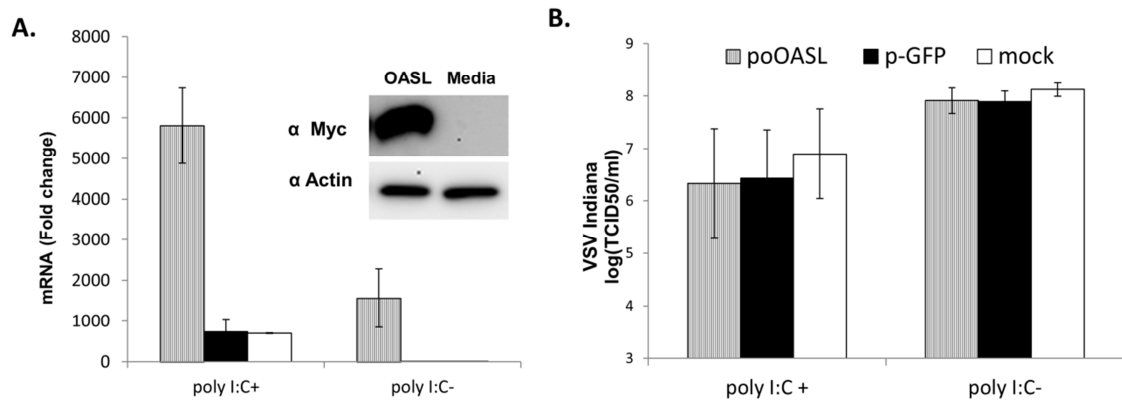 A.
8000
7000
6000
5000
4000
3000
2000
1000
0
mRNA (Fold change)
OASL Media
α Myc
α Actin
poly I:C+ poly I:C-
B.
9
8
7
6
5
4
3
VSV Indiana
log(TCID50/ml)
poOASL p-GFP mock
poly I:C + poly I:C-